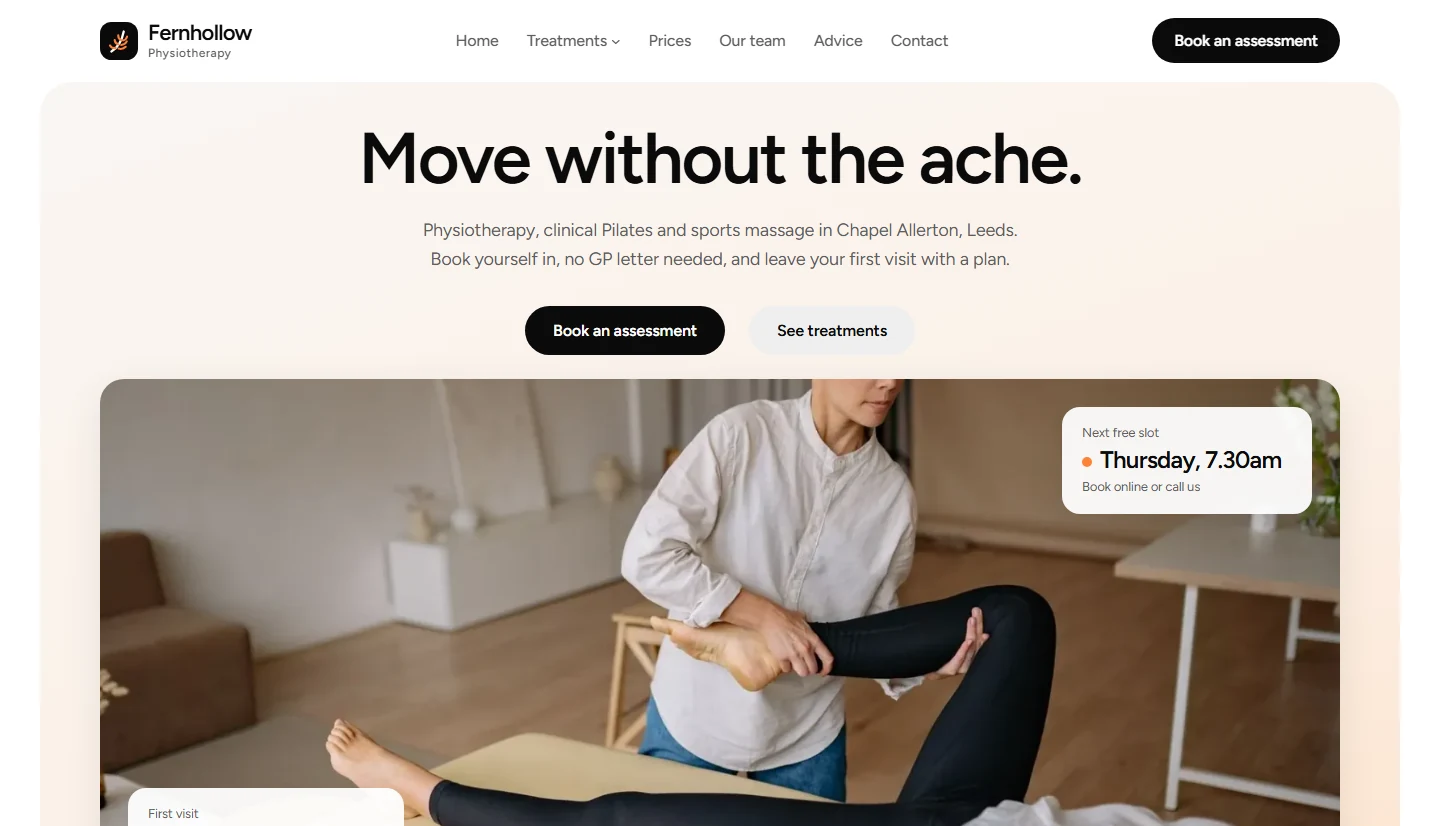 Fernhollow
Physiotherapy
Home
Treatments
Prices
Our team
Advice
Contact
Book an assessment
Move without the ache.
Physiotherapy, clinical Pilates and sports massage in Chapel Allerton, Leeds.
Book yourself in, no GP letter needed, and leave your first visit with a plan.
Book an assessment
See treatments
Next free slot
Thursday, 7.30am
Book online or call us
First visit